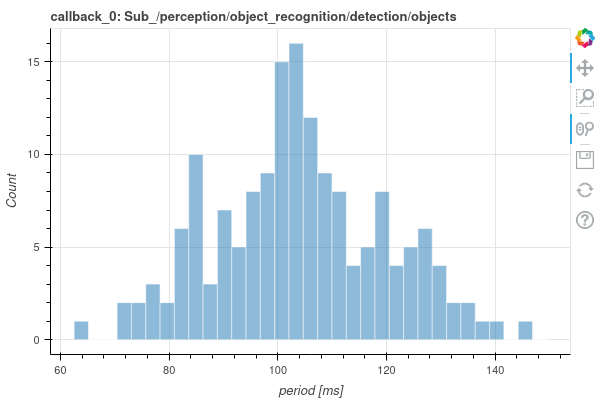 callback_0: Sub_/perception/object_recognition/detection/objects
15
10
5
0
Count
60 80 100 120 140
period [ms]